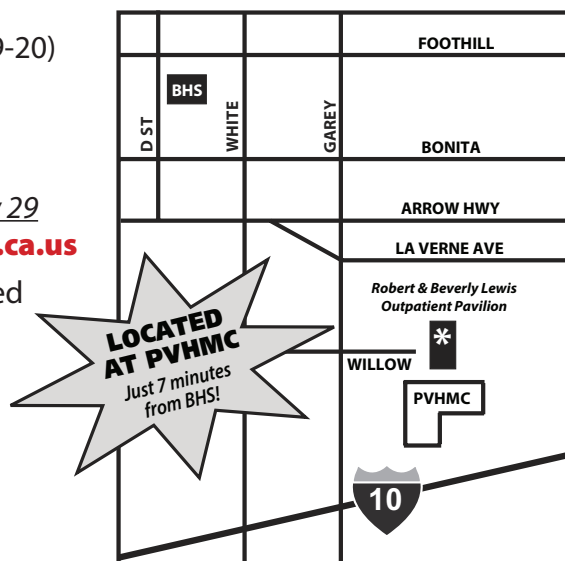 9-20)
29
.ca.us
ed
FOOTHILL
BHS
D ST
WHITE
GAREY
BONITA
ARROW HWY
LA VERNE AVE
Robert & Beverly Lewis
Outpatient Pavilion
*
WILLOW
PVHMC
LOCATED
AT PVHMC
Just 7 minutes
from BHS!
10